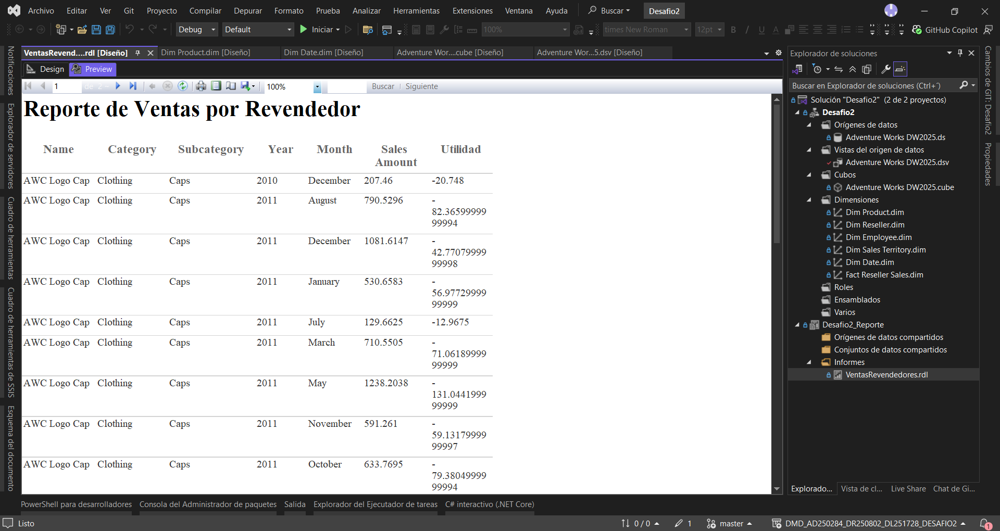 Archivo Editar Ver Git Proyecto Compilar Depurar Formato Prueba Analizar Herramientas Extensiones Ventana Ayuda Buscar Desafio2
Debug Default Iniciar 100% times New Roman 12pt B I U A GitHub Copilot
VentasRevend....rdl [Diseño] Dim Product.dim [Diseño] Dim Date.dim [Diseño] Adventure Wor....cube [Diseño] Adventure Wor...5.dsv [Diseño]
Design Preview
1 de 2 ~ 100% Buscar Siguiente
Reporte de Ventas por Revendedor
Name Category Subcategory Year Month Sales Utilidad
Amount
AWC Logo Cap Clothing Caps 2010 December 207.46 -20.748
AWC Logo Cap Clothing Caps 2011 August 790.5296 -
82.36599999
99994
AWC Logo Cap Clothing Caps 2011 December 1081.6147 -
42.77079999
99998
AWC Logo Cap Clothing Caps 2011 January 530.6583 -
56.97729999
99999
AWC Logo Cap Clothing Caps 2011 July 129.6625 -12.9675
AWC Logo Cap Clothing Caps 2011 March 710.5505 -
71.06189999
99999
AWC Logo Cap Clothing Caps 2011 May 1238.2038 -
131.0441999
99999
AWC Logo Cap Clothing Caps 2011 November 591.261 -
59.13179999
99997
AWC Logo Cap Clothing Caps 2011 October 633.7695 -
79.38049999
99994
Notificaciones
Explorador de servidores
Cuadro de herramientas
Cuadro de herramientas de SSIS
Esquema del documento
Explorador de soluciones
Buscar en Explorador de soluciones (Ctrl+´)
Solución "Desafio2" (2 de 2 proyectos)
Desafio2
Orígenes de datos
Adventure Works DW2025.ds
Vistas del origen de datos
Adventure Works DW2025.dsv
Cubos
Adventure Works DW2025.cube
Dimensiones
Dim Product.dim
Dim Reseller.dim
Dim Employee.dim
Dim Sales Territory.dim
Dim Date.dim
Fact Reseller Sales.dim
Roles
Ensamblados
Varios
Desafio2_Reporte
Orígenes de datos compartidos
Conjuntos de datos compartidos
Informes
VentasRevendedores.rdl
Explorado... Vista de cl... Live Share Chat de Gi...
Cambios de GIT: Desafio2
Propiedades
PowerShell para desarrolladores Consola del Administrador de paquetes Salida Explorador del Ejecutador de tareas C# interactivo (.NET Core)
Listo 0 / 0 1 master DMD_AD250284_DR250802_DL251728_DESAFIO2 1